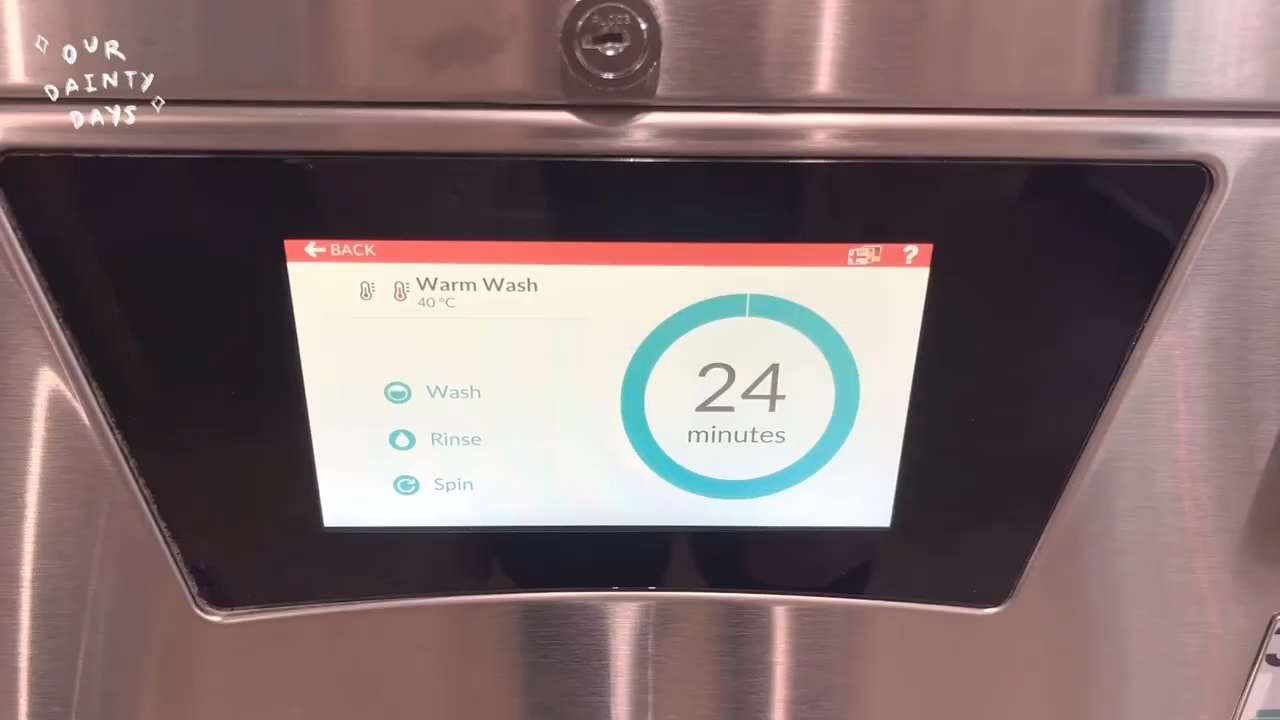 OUR
DAINTY
DAYS
BACK
?
Warm Wash
40 °C
Wash
Rinse
Spin
24
minutes